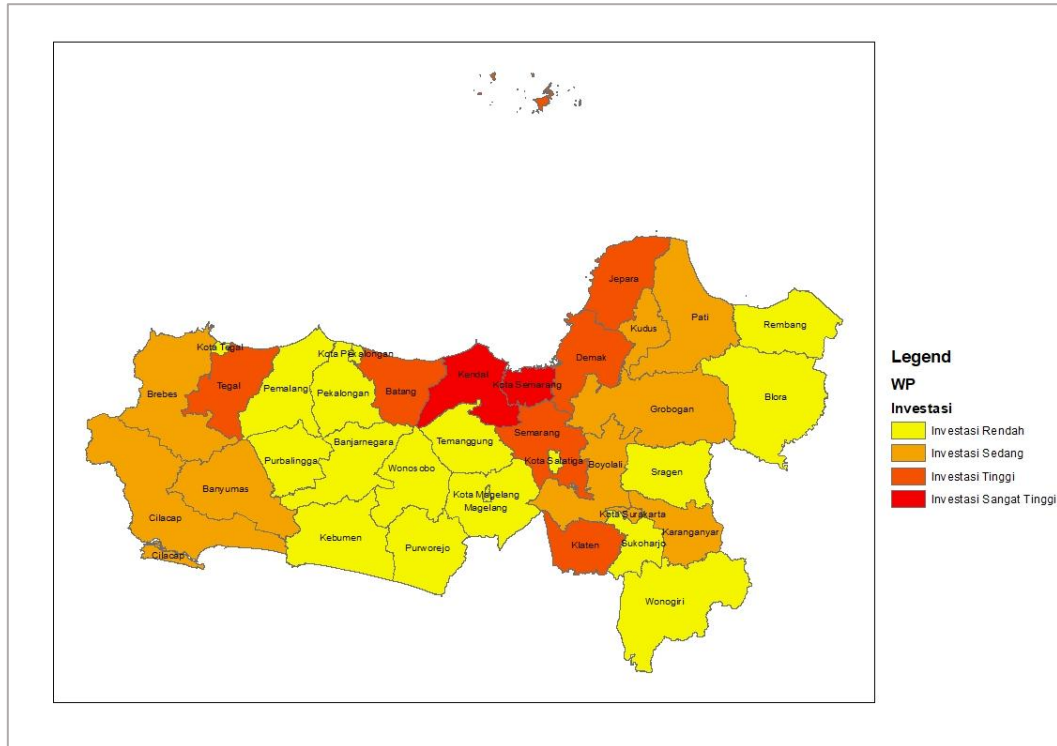 Jepara
Kudus
Pati
Rembang
Kota Tegal
Kota Pekalongan
Demak
Tegal
Kendal
Kota Semarang
Brebes
Pemalang
Pekalongan
Batang
Blora
Grobogan
Semarang
Banjarnegara
Temanggung
Purbalingga
Wonosobo
Kota Salatiga
Boyolali
Sragen
Banyumas
Kota Magelang
Magelang
Cilacap
Kota Surakarta
Kebumen
Purworejo
Klaten
Sukoharjo
Karanganyar
Cilacap
Wonogiri
Legend
WP
Investasi
Investasi Rendah
Investasi Sedang
Investasi Tinggi
Investasi Sangat Tinggi